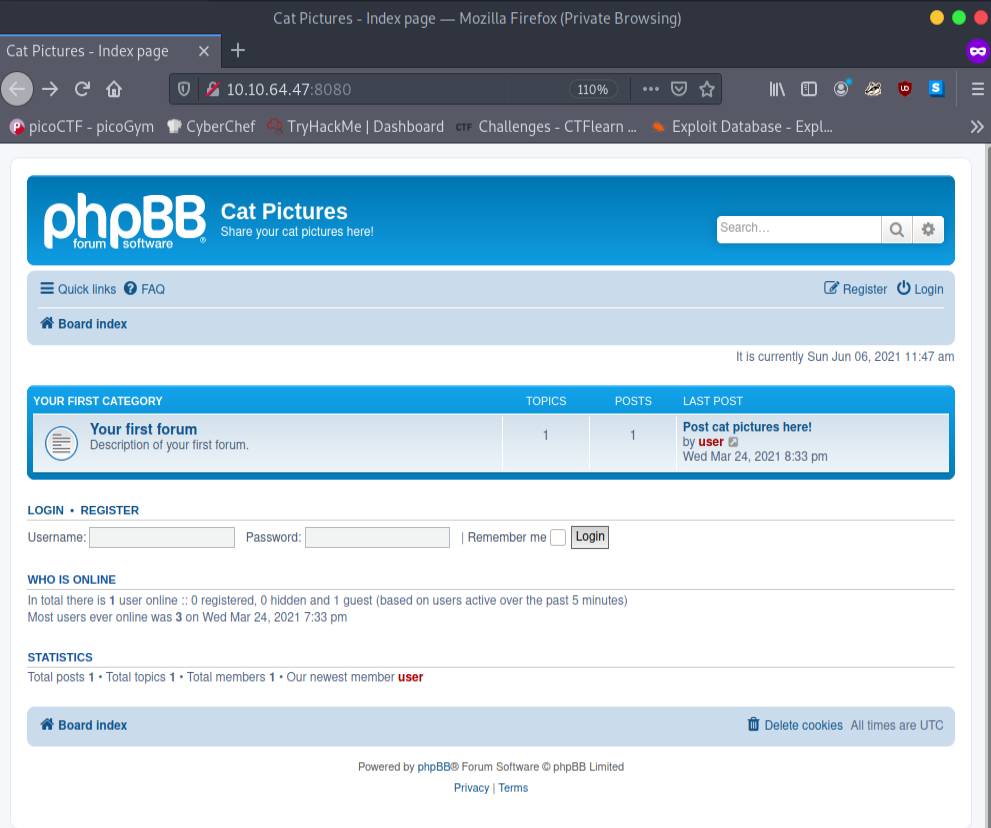 Cat Pictures - Index page — Mozilla Firefox (Private Browsing)
Cat Pictures - Index page
10.10.64.47:8080
110%
picoCTF - picoGym
CyberChef
TryHackMe | Dashboard
CTF Challenges - CTFlearn ...
Exploit Database - Expl...
phpBB
forum software
Cat Pictures
Share your cat pictures here!
Search…
Quick links
FAQ
Register
Login
Board index
It is currently Sun Jun 06, 2021 11:47 am
YOUR FIRST CATEGORY TOPICS POSTS LAST POST
Your first forum
Description of your first forum.
1
1
Post cat pictures here!
by user
Wed Mar 24, 2021 8:33 pm
LOGIN • REGISTER
Username: Password: | Remember me Login
WHO IS ONLINE
In total there is 1 user online :: 0 registered, 0 hidden and 1 guest (based on users active over the past 5 minutes)
Most users ever online was 3 on Wed Mar 24, 2021 7:33 pm
STATISTICS
Total posts 1 • Total topics 1 • Total members 1 • Our newest member user
Board index
Delete cookies All times are UTC
Powered by phpBB® Forum Software © phpBB Limited
Privacy | Terms